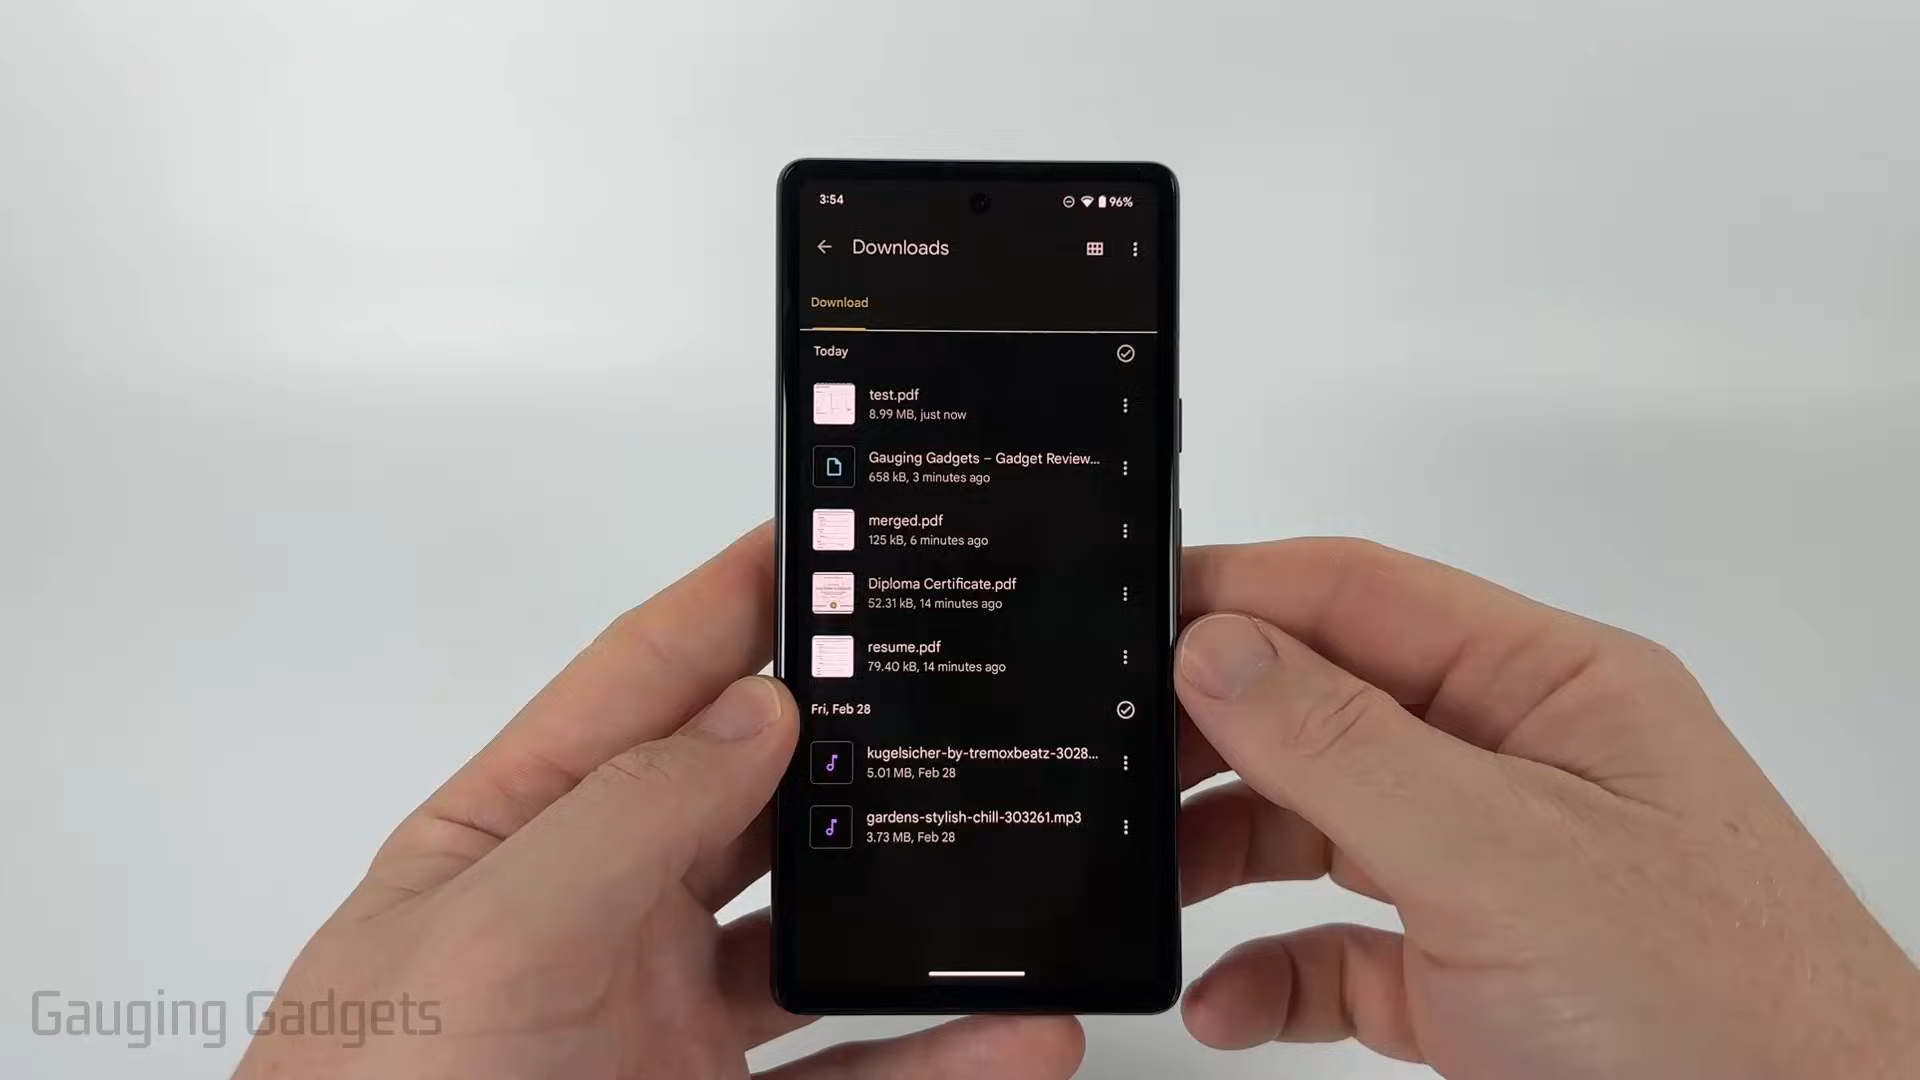 3:54
96%
Downloads
Download
Today
test.pdf
8.99 MB, just now
Gauging Gadgets – Gadget Review...
658 kB, 3 minutes ago
merged.pdf
125 kB, 6 minutes ago
Diploma Certificate.pdf
52.31 kB, 14 minutes ago
resume.pdf
79.40 kB, 14 minutes ago
Fri, Feb 28
kugelsicher-by-tremoxbeatz-3028...
5.01 MB, Feb 28
gardens-stylish-chill-303261.mp3
3.73 MB, Feb 28
Gauging Gadgets